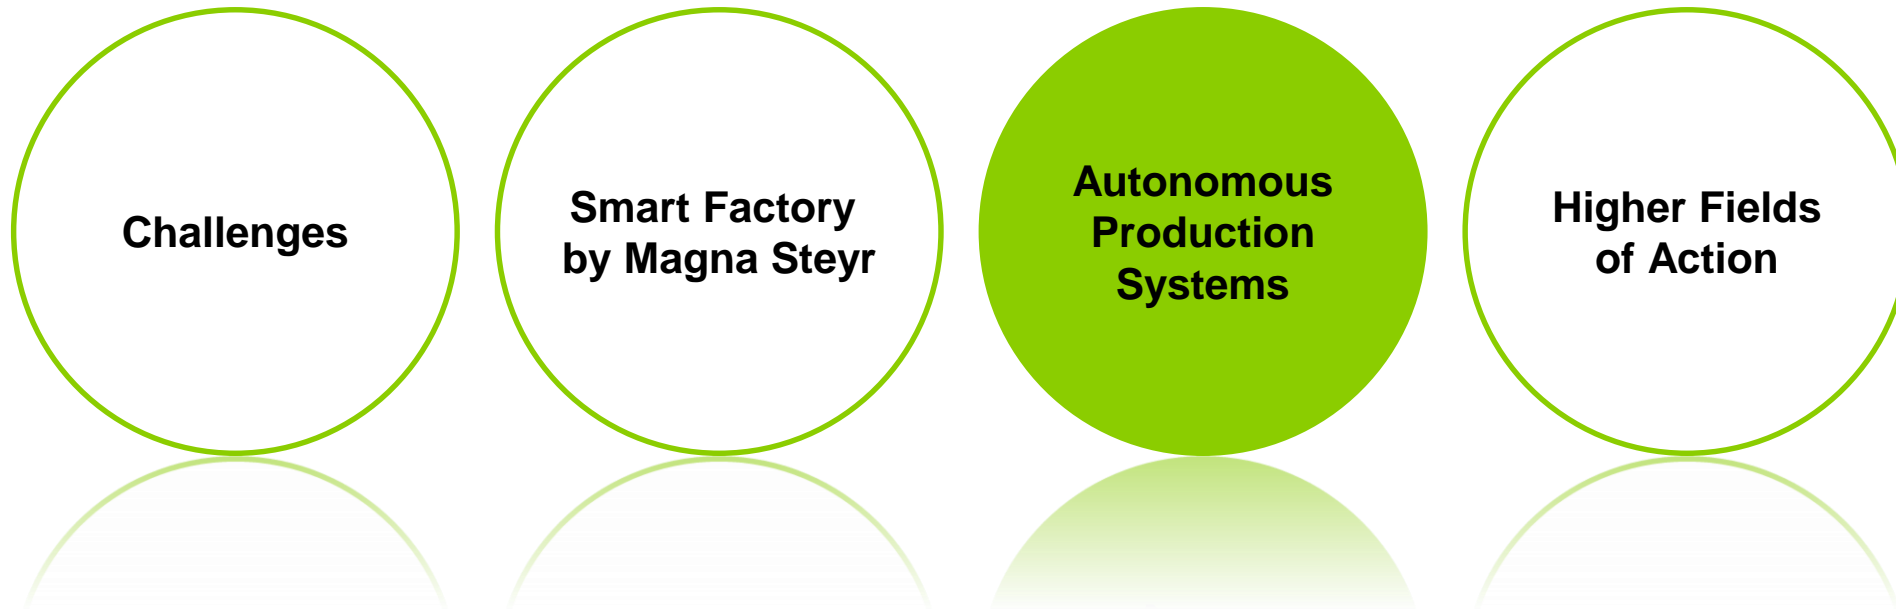 Challenges
Smart Factory
by Magna Steyr
Autonomous
Production
Systems
Higher Fields
of Action